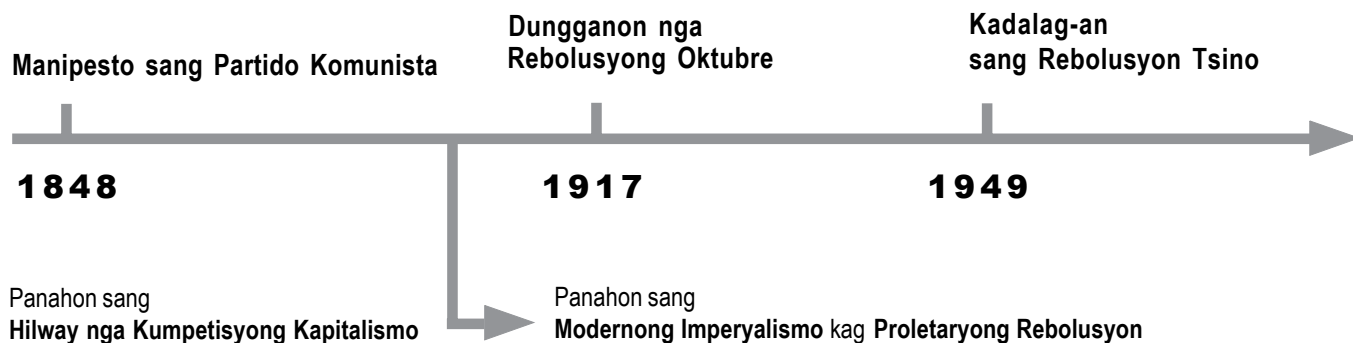 Manipesto sang Partido Komunista
Dungganon nga
Rebolusyong Oktubre
Kadalag-an
sang Rebolusyon Tsino
1848
1917
1949
Panahon sang
Hilway nga Kumpetisyong Kapitalismo
Panahon sang
Modernong Imperyalismo kag Proletaryong Rebolusyon